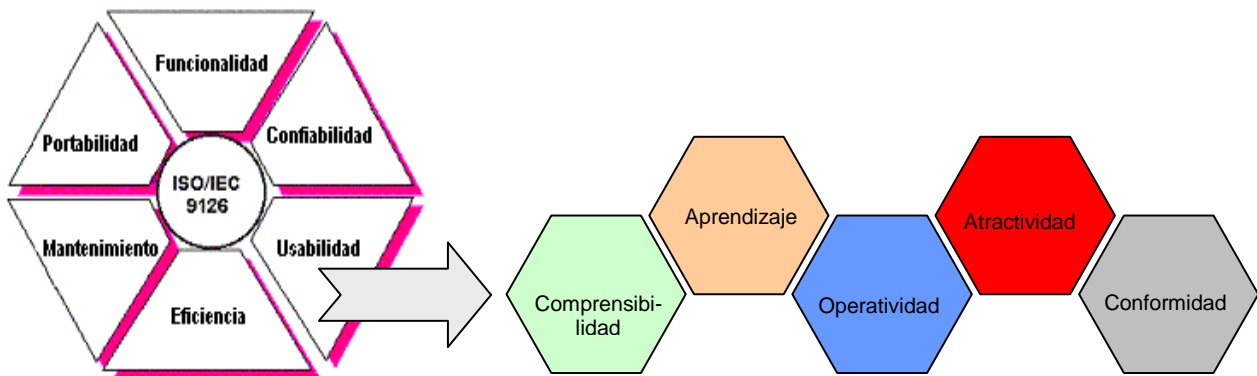 Funcionalidad
Confiabilidad
Portabilidad
ISO/IEC
9126
Mantenimiento
Usabilidad
Eficiencia
Comprensibi-
lidad
Aprendizaje
Operatividad
Atractividad
Conformidad